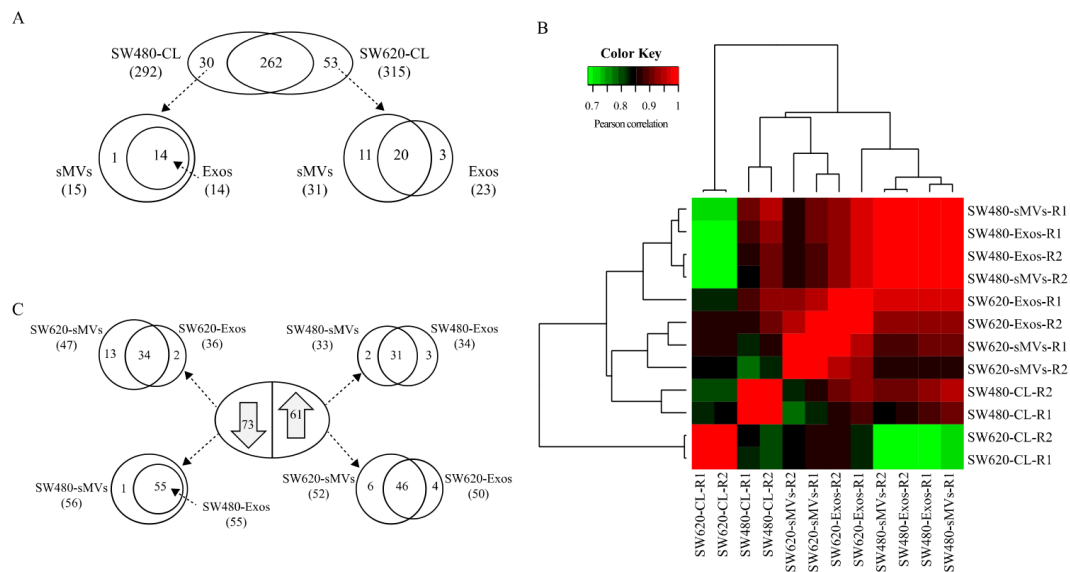 A
SW480-CL
(292)
30
262
53
SW620-CL
(315)
1
14
sMVs
(15)
Exos
(14)
11
20
3
sMVs
(31)
Exos
(23)
B
Color Key
0.7
0.8
0.9
1
Pearson correlation
SW480-sMVs-R1
SW480-Exos-R1
SW480-Exos-R2
SW480-sMVs-R2
SW620-Exos-R1
SW620-Exos-R2
SW620-sMVs-R1
SW620-sMVs-R2
SW480-CL-R2
SW480-CL-R1
SW620-CL-R2
SW620-CL-R1
SW620-CL-R1
SW620-CL-R2
SW480-CL-R1
SW480-CL-R2
SW620-sMVs-R2
SW620-sMVs-R1
SW620-Exos-R2
SW620-Exos-R1
SW480-sMVs-R2
SW480-Exos-R2
SW480-Exos-R1
SW480-sMVs-R1
C
SW620-sMVs
(47)
SW620-Exos
(36)
13
34
2
SW480-sMVs
(33)
SW480-Exos
(34)
2
31
3
73
61
SW480-sMVs
(56)
1
55
SW480-Exos
(55)
SW620-sMVs
(52)
6
46
4
SW620-Exos
(50)